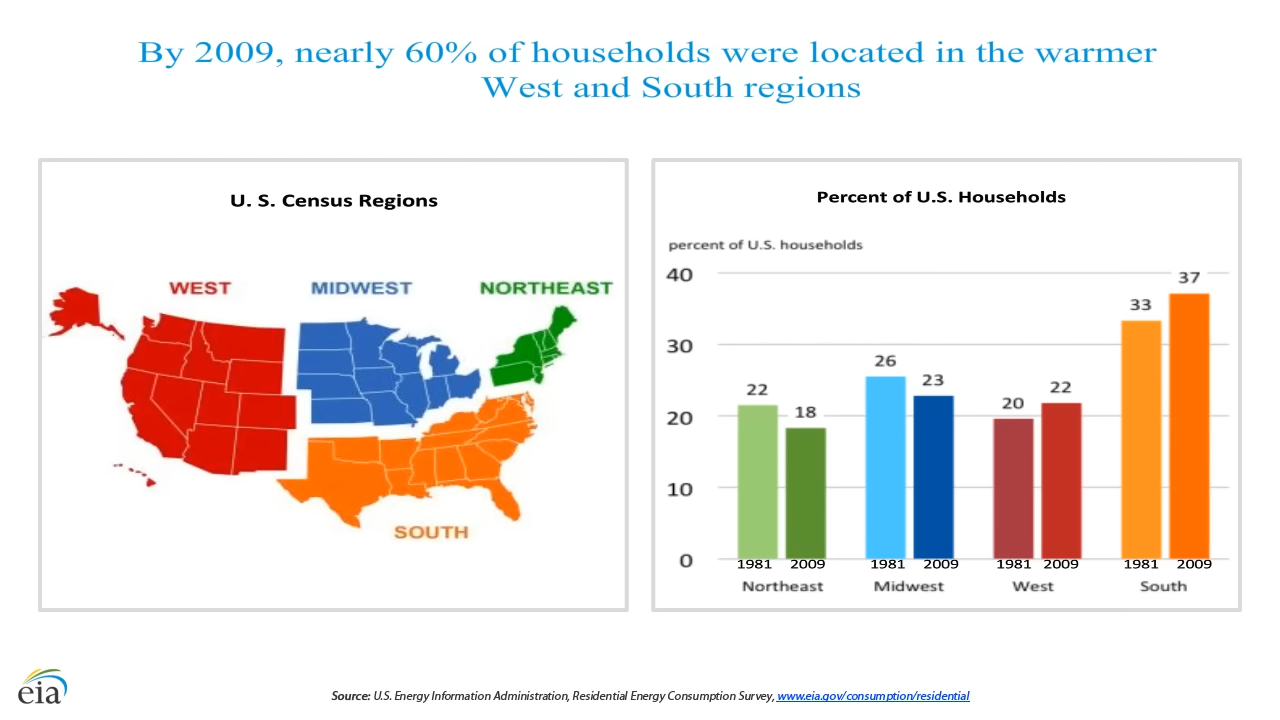 By 2009, nearly 60% of households were located in the warmer
West and South regions
U. S. Census Regions
WEST
MIDWEST
NORTHEAST
SOUTH
Percent of U.S. Households
percent of U.S. households
40
30
20
10
0
22
18
26
23
20
22
33
37
1981 2009 1981 2009 1981 2009 1981 2009
Northeast Midwest West South
eia
Source: U.S. Energy Information Administration, Residential Energy Consumption Survey, www.eia.gov/consumption/residential